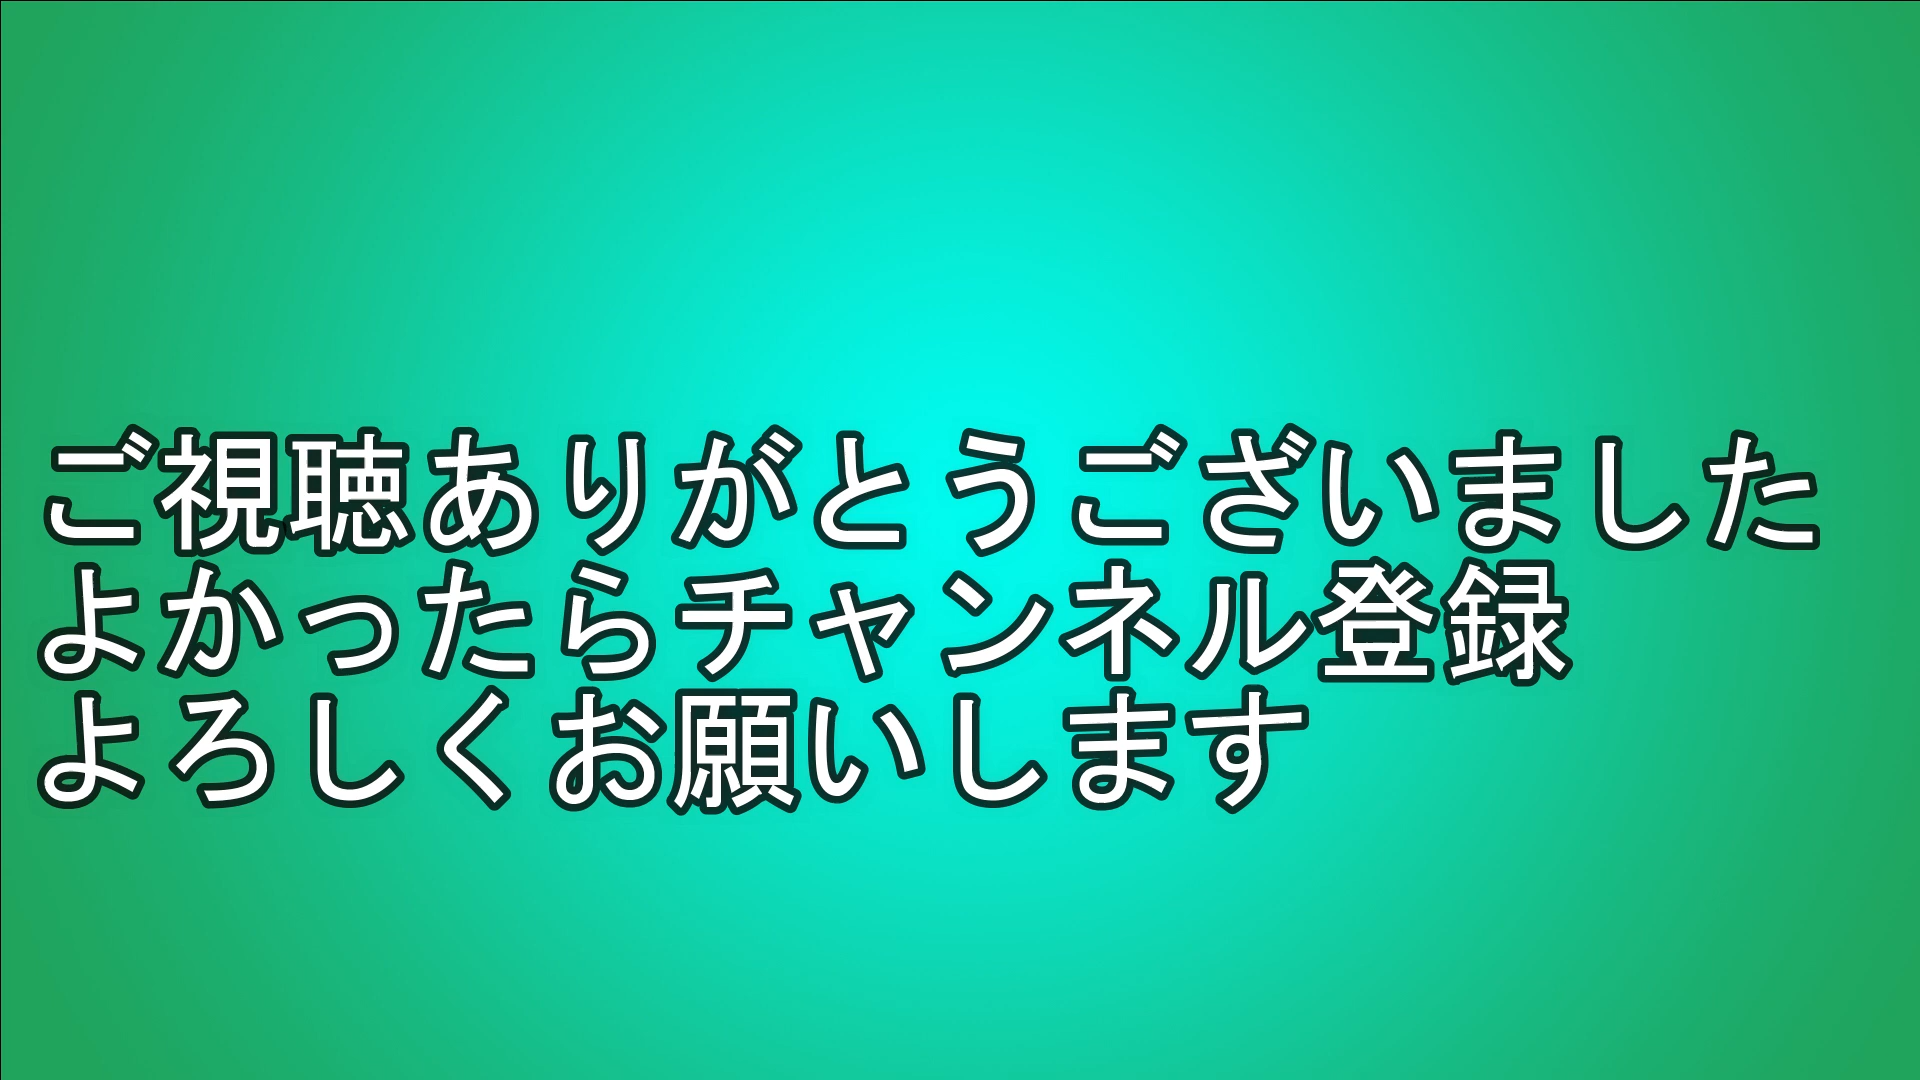 ご視聴ありがとうございました
よかったらチャンネル登録
よろしくお願いします